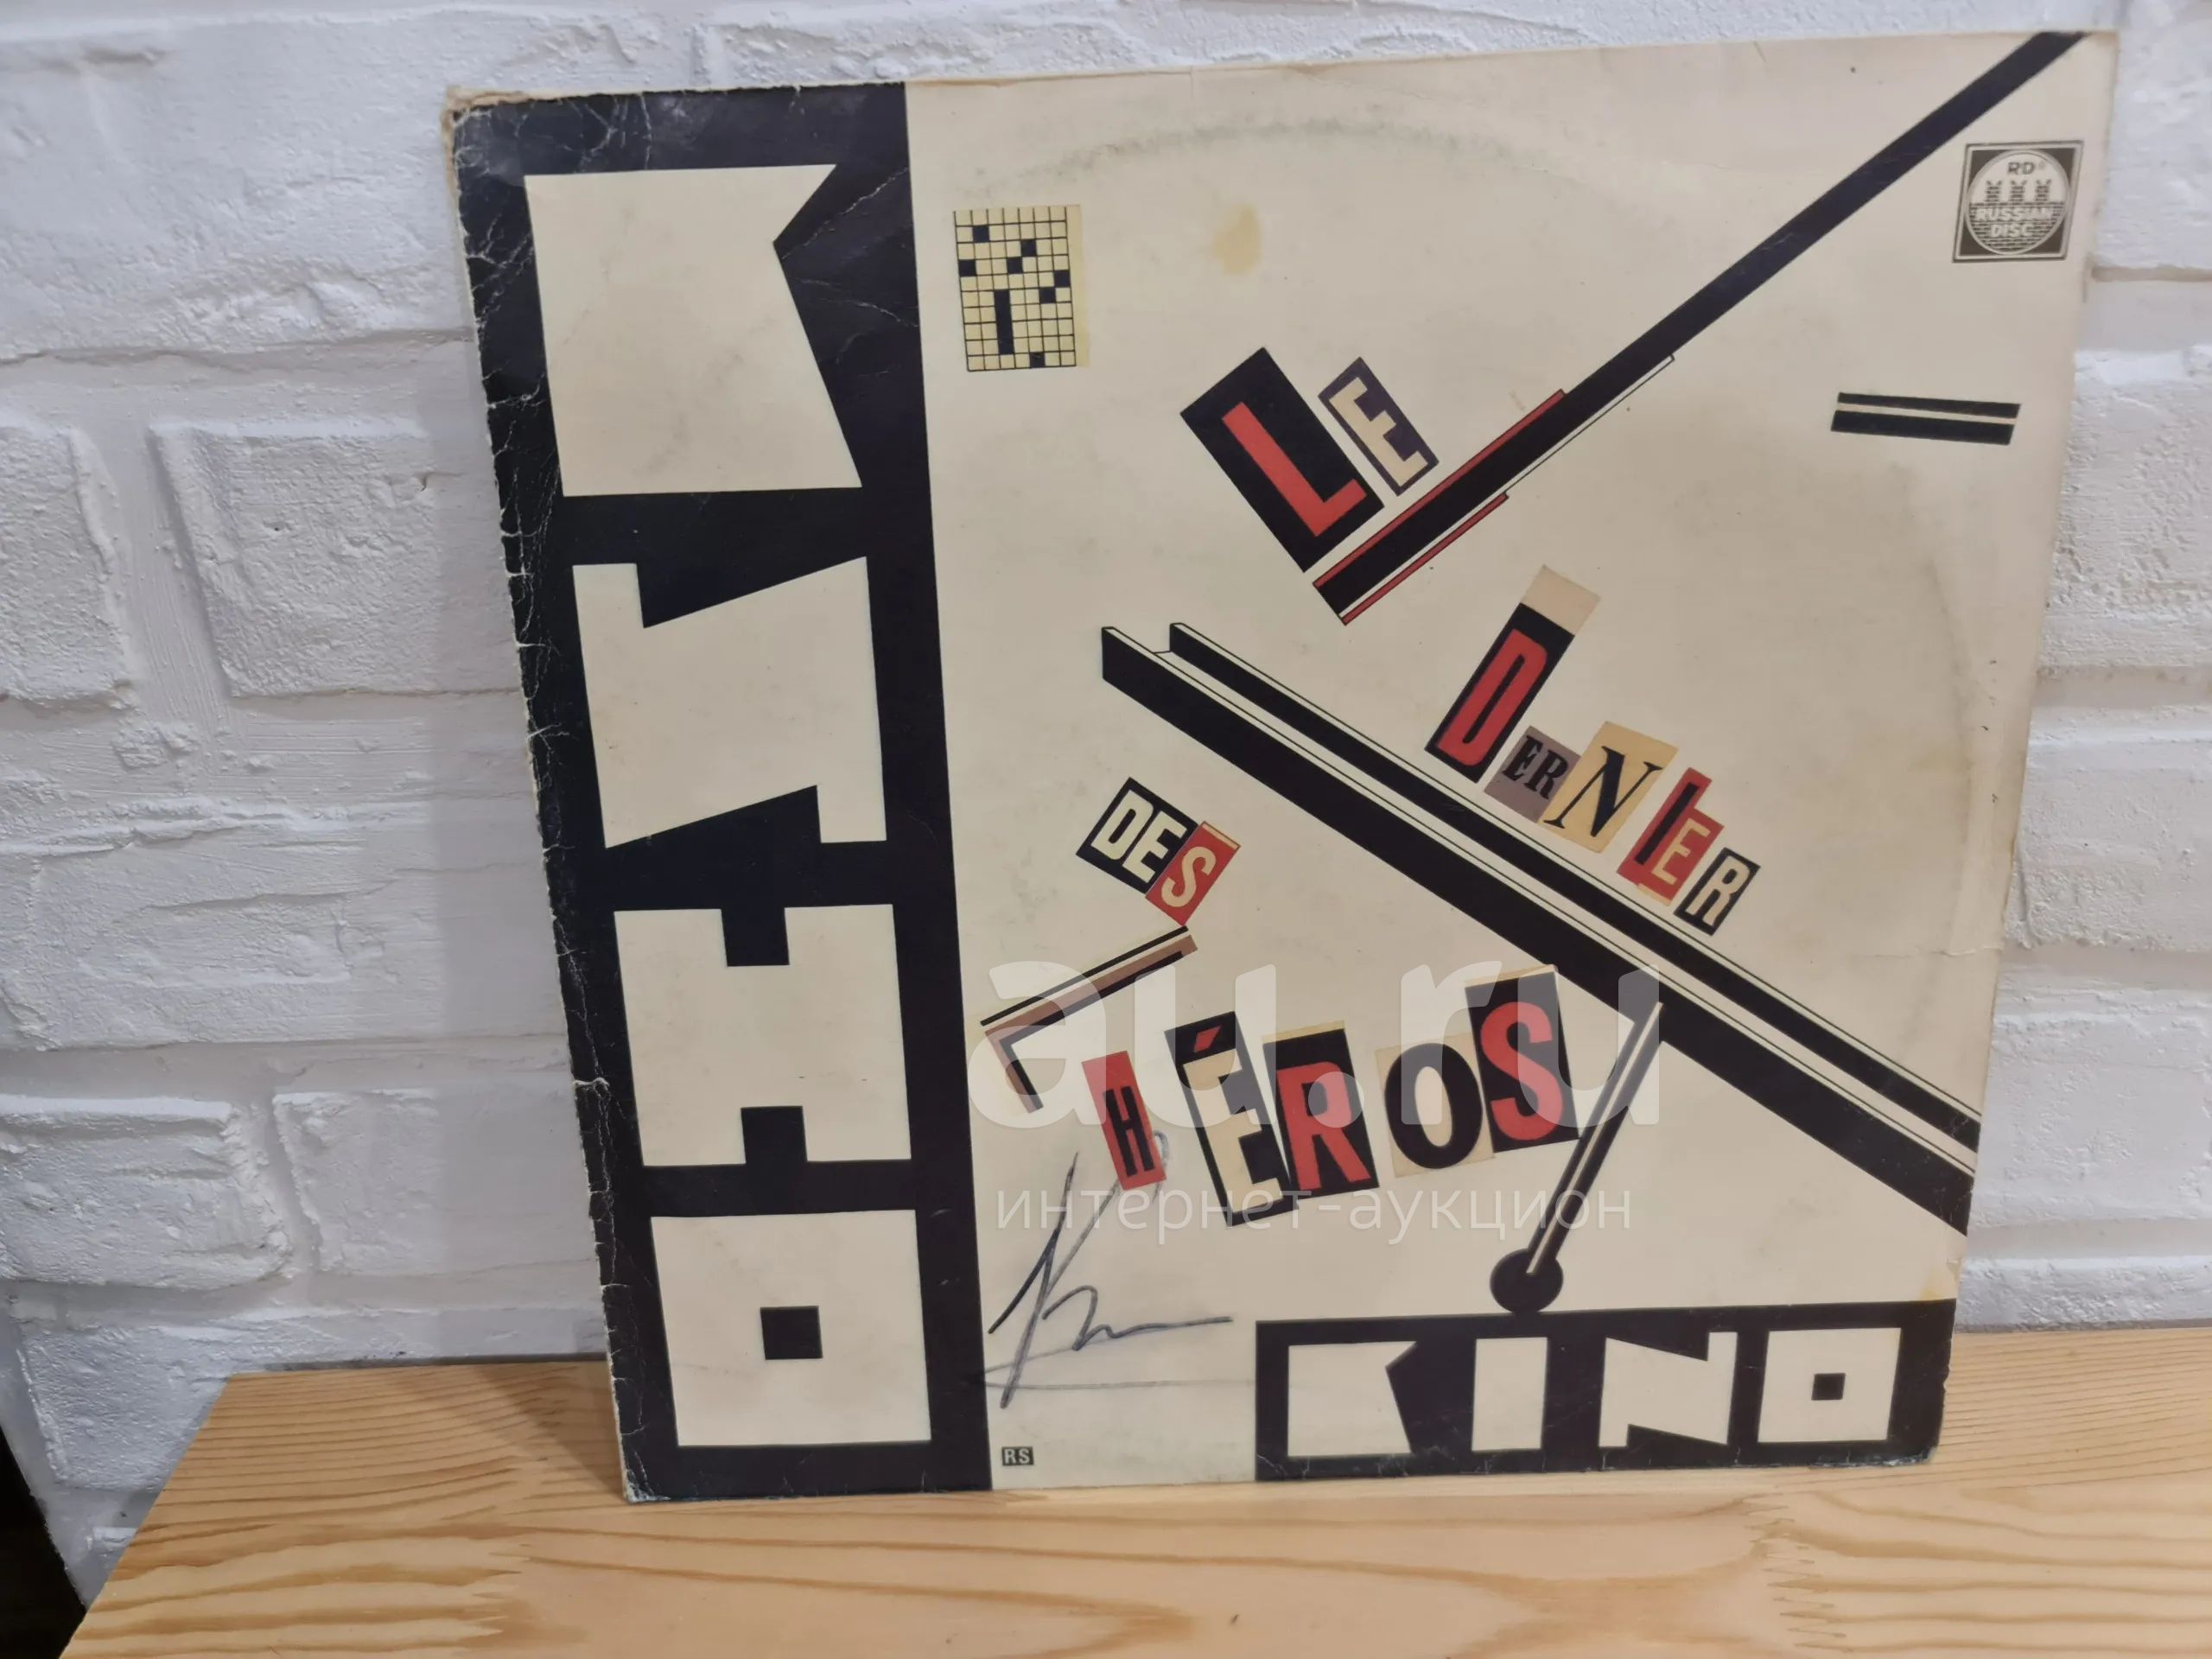 КИНО
RD®
RUSSIAN
DISC
LE
DERNIER
DES
HÉROS
au.ru
интернет-аукцион
KINO
RS